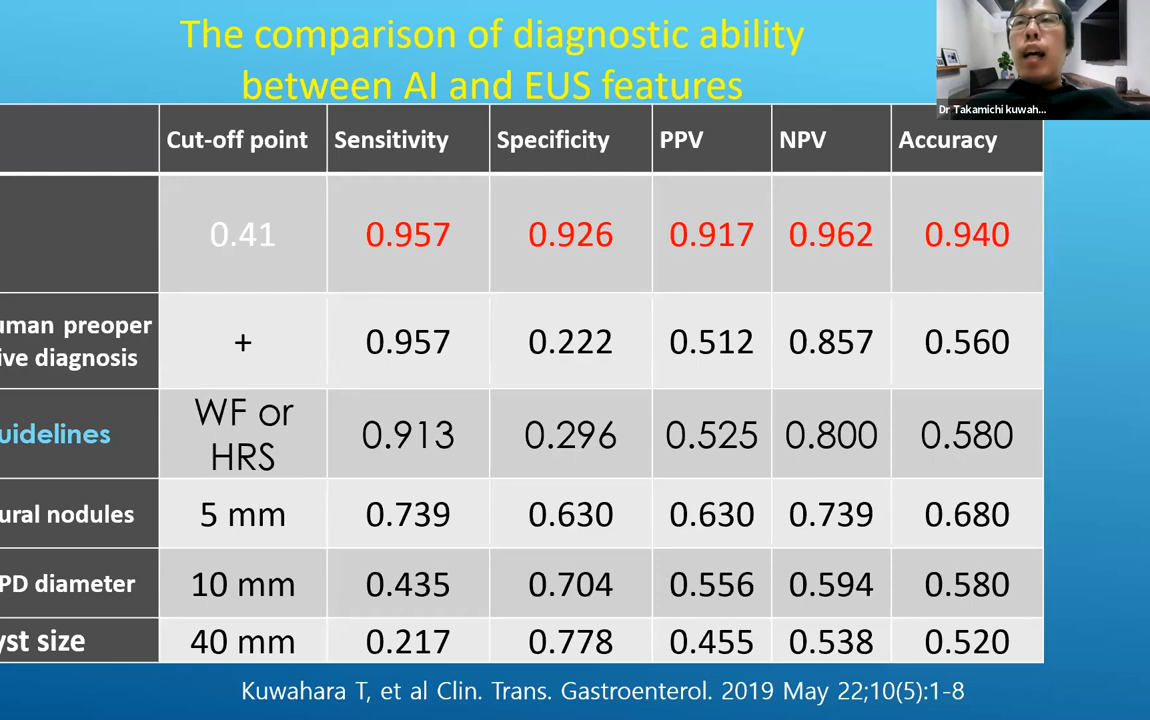 The comparison of diagnostic ability
between AI and EUS features
Dr Takamichi kuwah...
Cut-off point Sensitivity Specificity PPV NPV Accuracy
0.41 0.957 0.926 0.917 0.962 0.940
uman preoper
ive diagnosis
+ 0.957 0.222 0.512 0.857 0.560
uidelines
WF or
HRS
0.913 0.296 0.525 0.800 0.580
ural nodules 5 mm 0.739 0.630 0.630 0.739 0.680
PD diameter 10 mm 0.435 0.704 0.556 0.594 0.580
yst size 40 mm 0.217 0.778 0.455 0.538 0.520
Kuwahara T, et al Clin. Trans. Gastroenterol. 2019 May 22;10(5):1-8